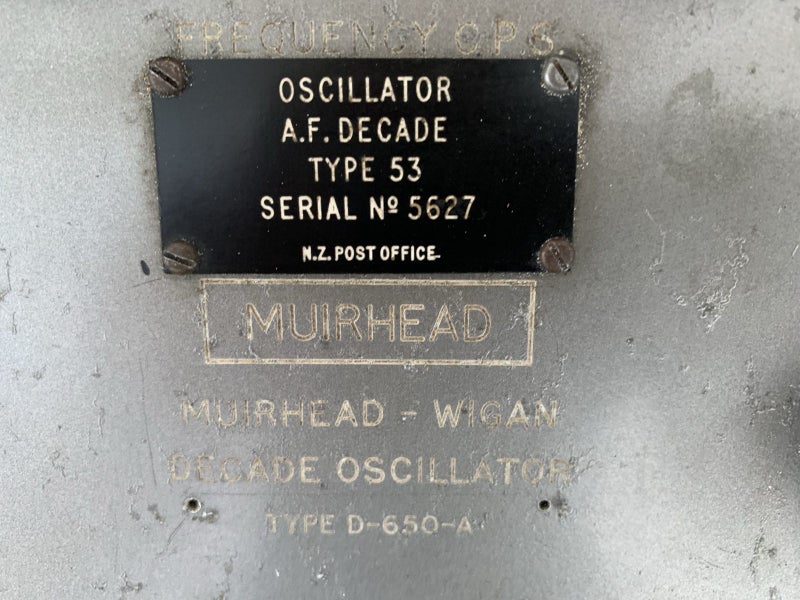 FREQUENCY C.P.S.
OSCILLATOR
A.F. DECADE
TYPE 53
SERIAL Nº 5627
N.Z. POST OFFICE
MUIRHEAD
MUIRHEAD - WIGAN
DECADE OSCILLATOR
TYPE D-650-A